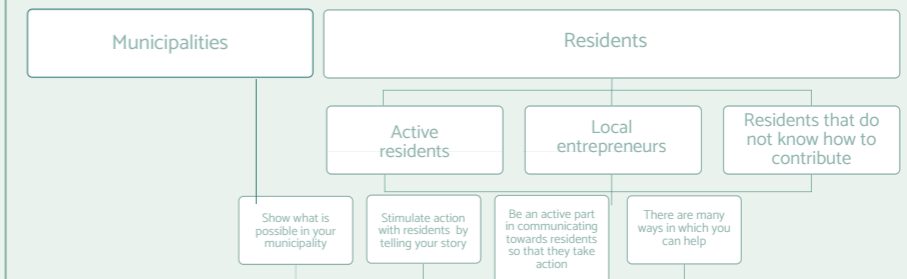 Municipalities
Residents
Active
residents
Local
entrepreneurs
Residents that do
not know how to
contribute
Show what is
possible in your
municipality
Stimulate action
with residents by
telling your story
Be an active part
in communicating
towards residents
so that they take
action
There are many
ways in which you
can help